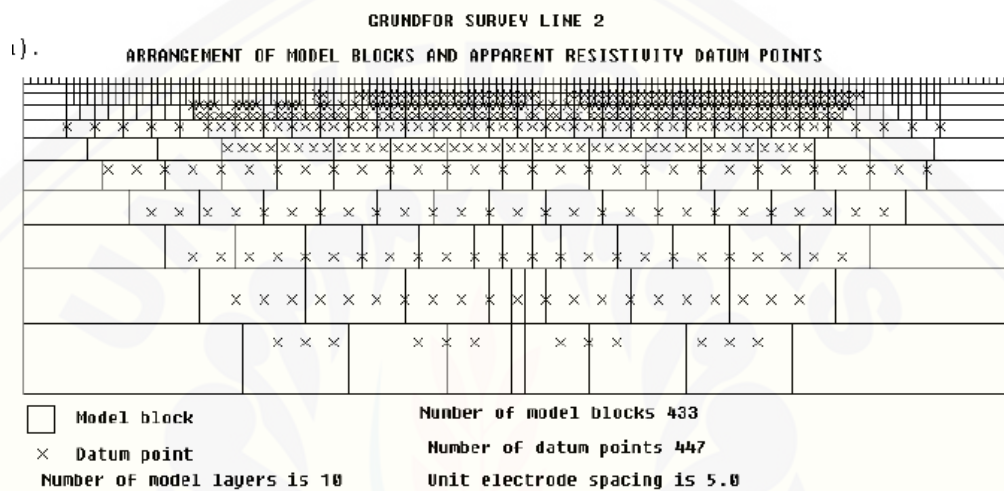 GRUNDFOR SURVEY LINE 2
a).
ARRANGEMENT OF MODEL BLOCKS AND APPARENT RESISTIVITY DATUM POINTS
Model block
Number of model blocks 433
Datum point
Number of datum points 447
Number of model layers is 10
Unit electrode spacing is 5.0